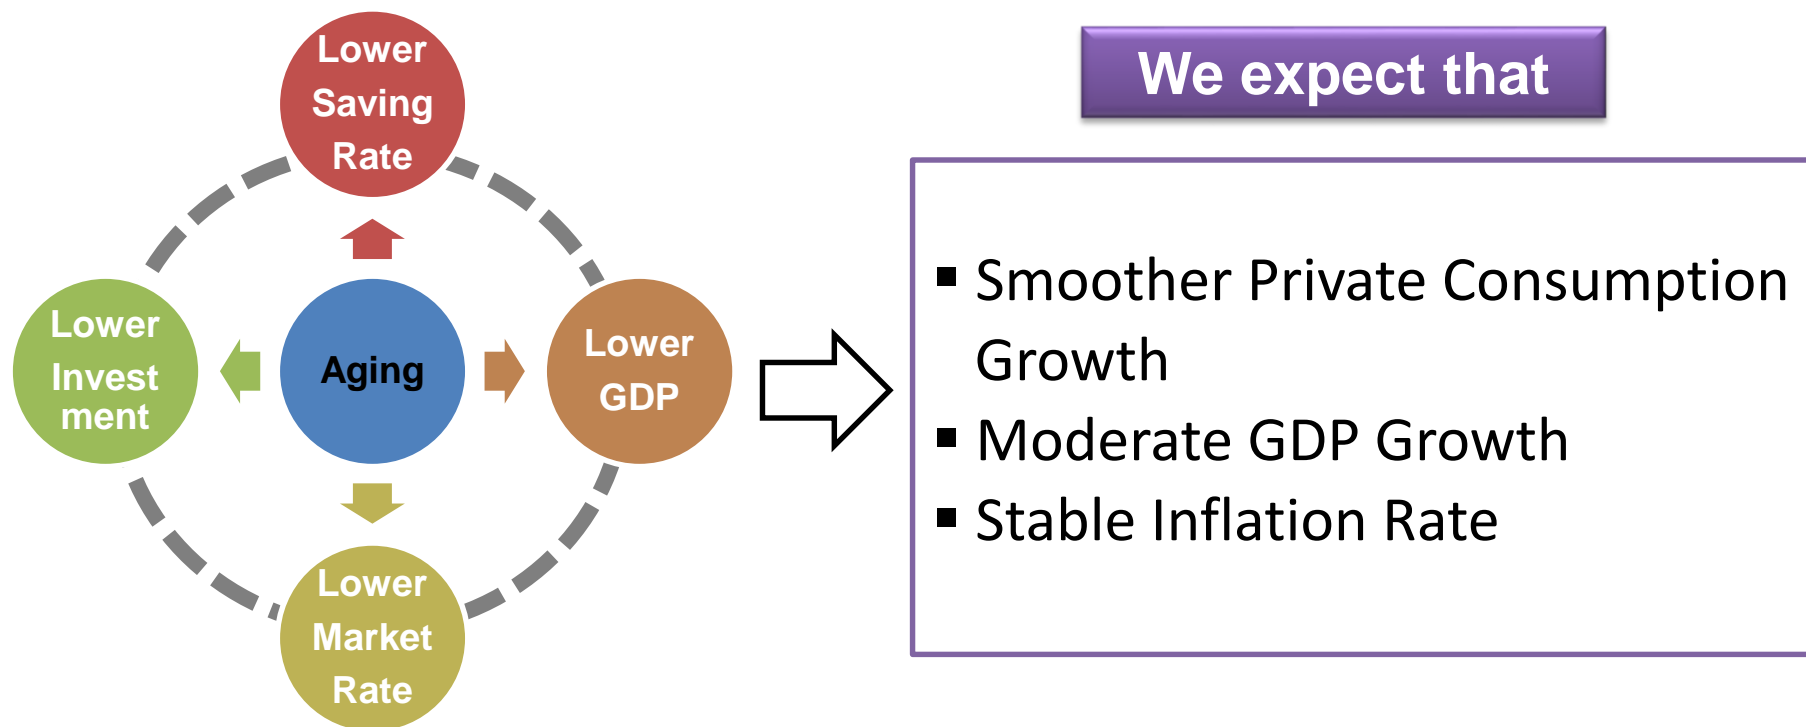 Lower
Saving
Rate
Lower
Invest
ment
Aging
Lower
GDP
Lower
Market
Rate
We expect that
▪ Smoother Private Consumption
Growth
▪ Moderate GDP Growth
▪ Stable Inflation Rate